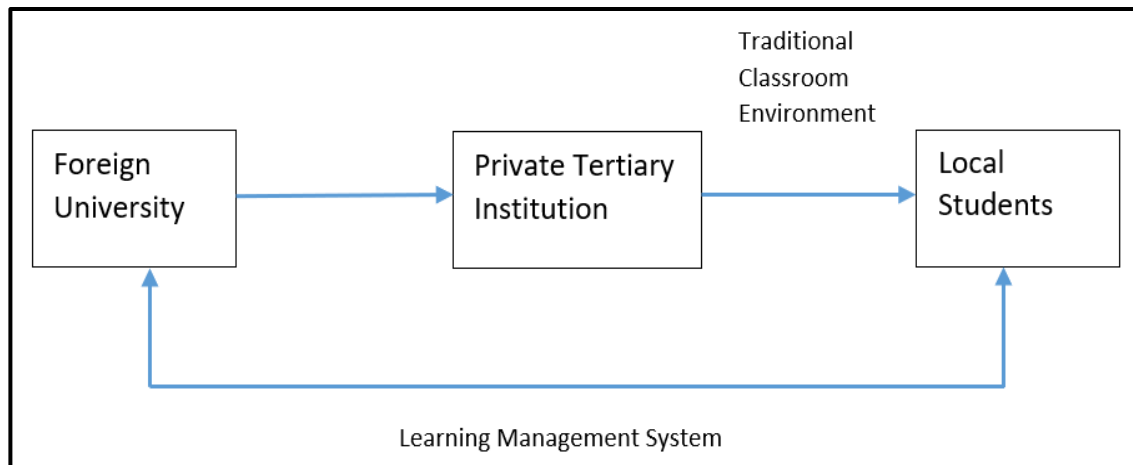 Traditional
Classroom
Environment
Foreign
University
Private Tertiary
Institution
Local
Students
Learning Management System